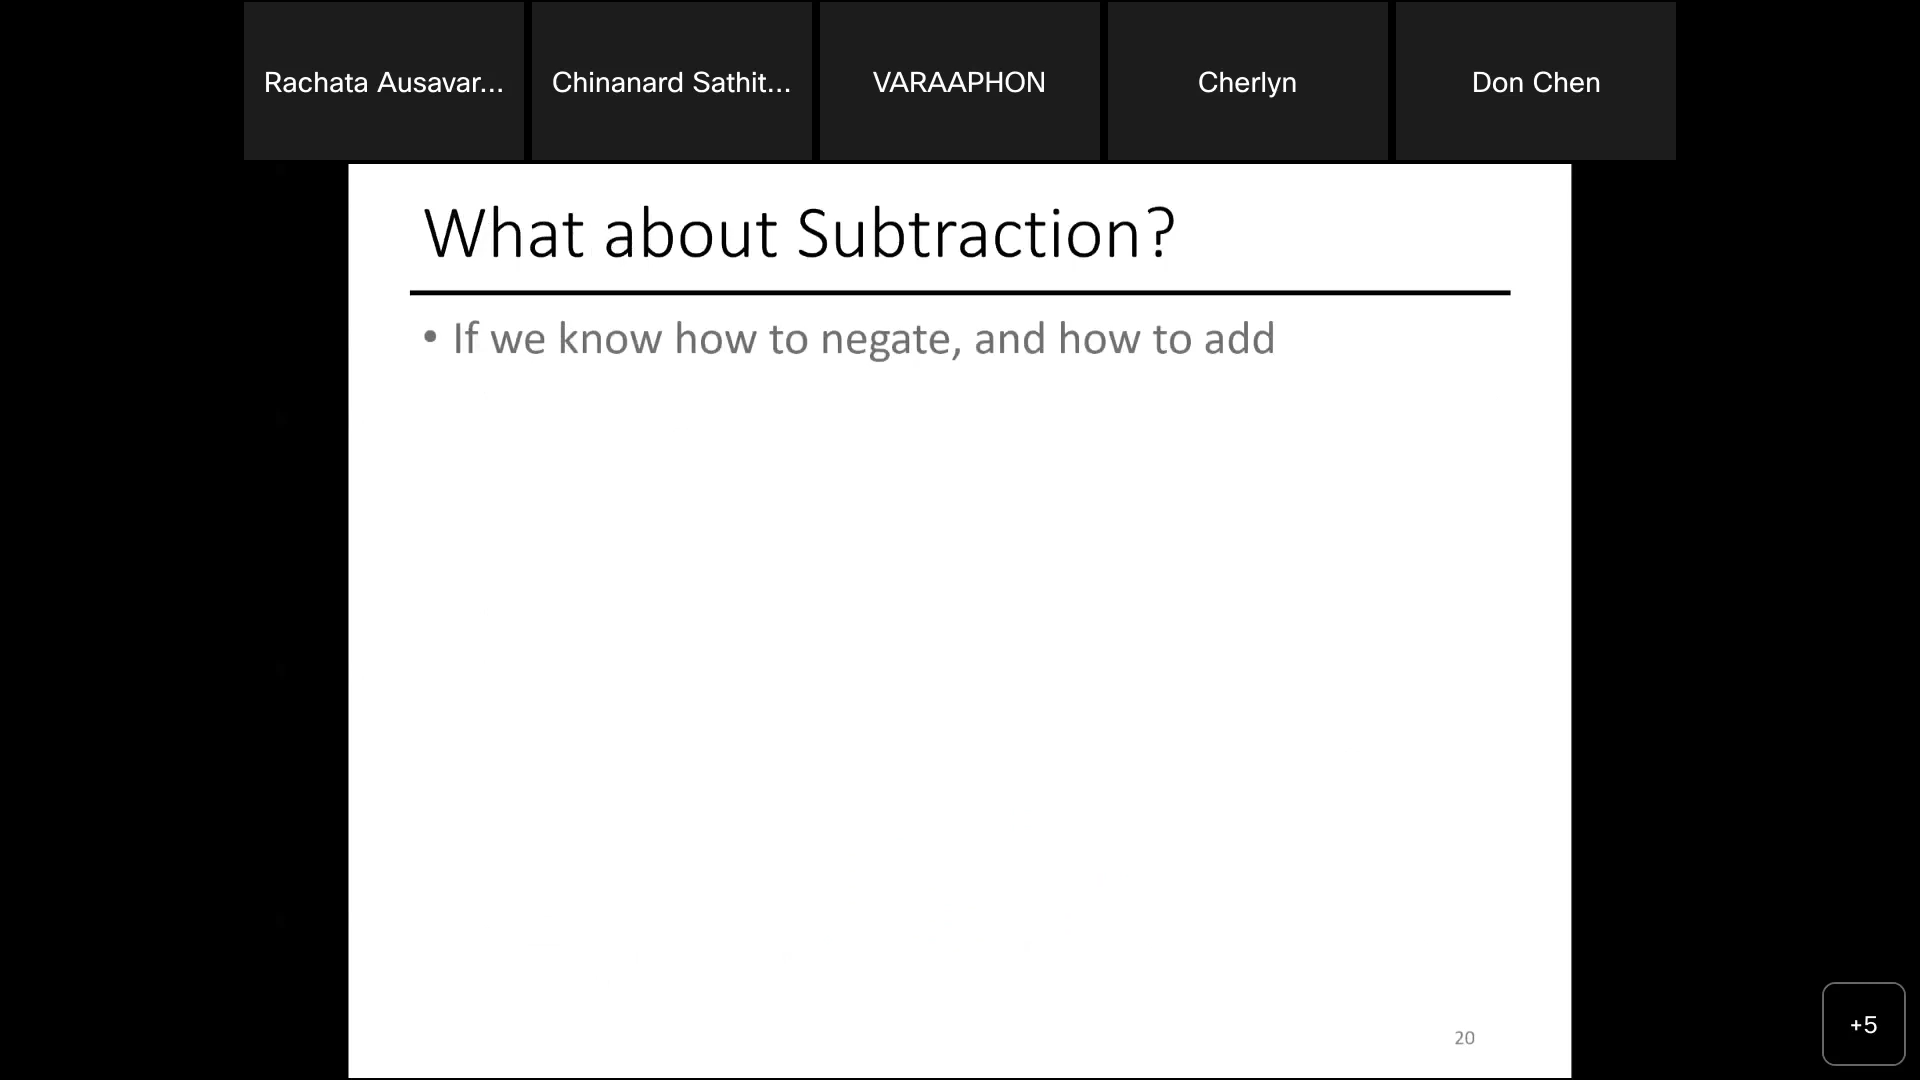 Rachata Ausavar...
Chinanard Sathit...
VARAAPHON
Cherlyn
Don Chen
What about Subtraction?
• If we know how to negate, and how to add
20
+5